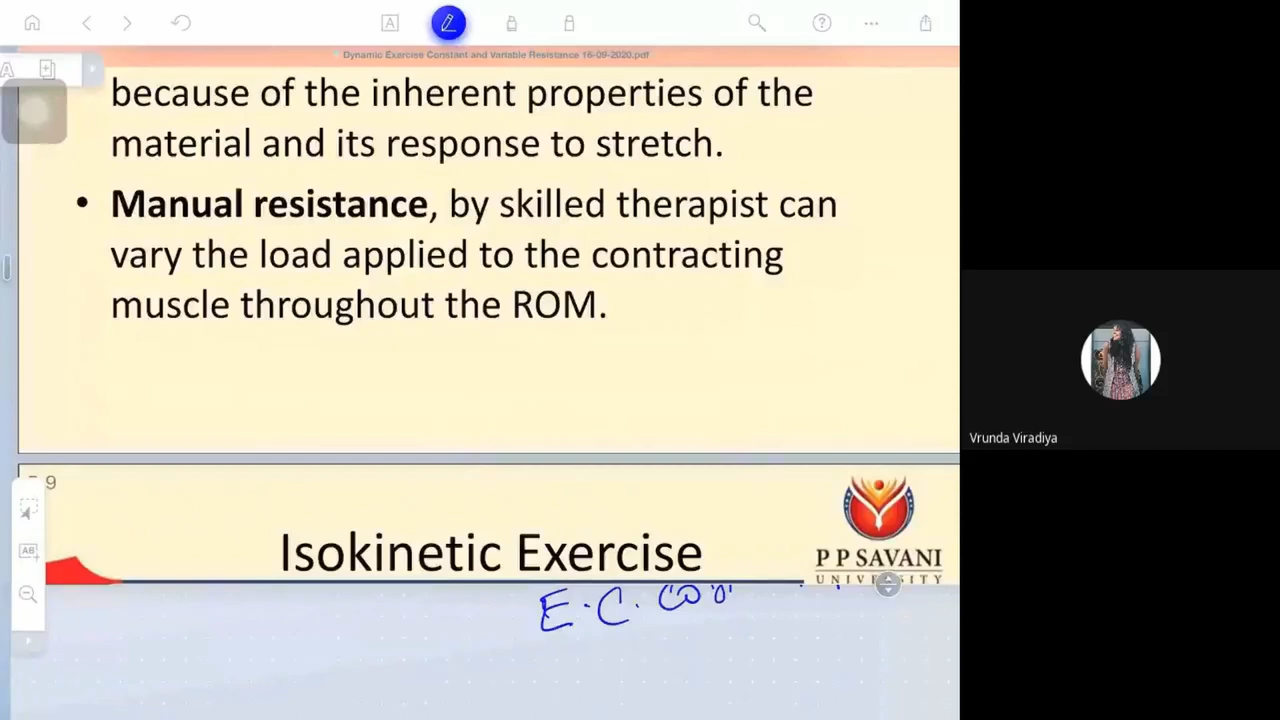 Dynamic Exercise Constant and Variable Resistance 16-09-2020.pdf
because of the inherent properties of the
material and its response to stretch.
• Manual resistance, by skilled therapist can
vary the load applied to the contracting
muscle throughout the ROM.
Vrunda Viradiya
9
Isokinetic Exercise
P P SAVANI
UNIVERSITY
E.C.